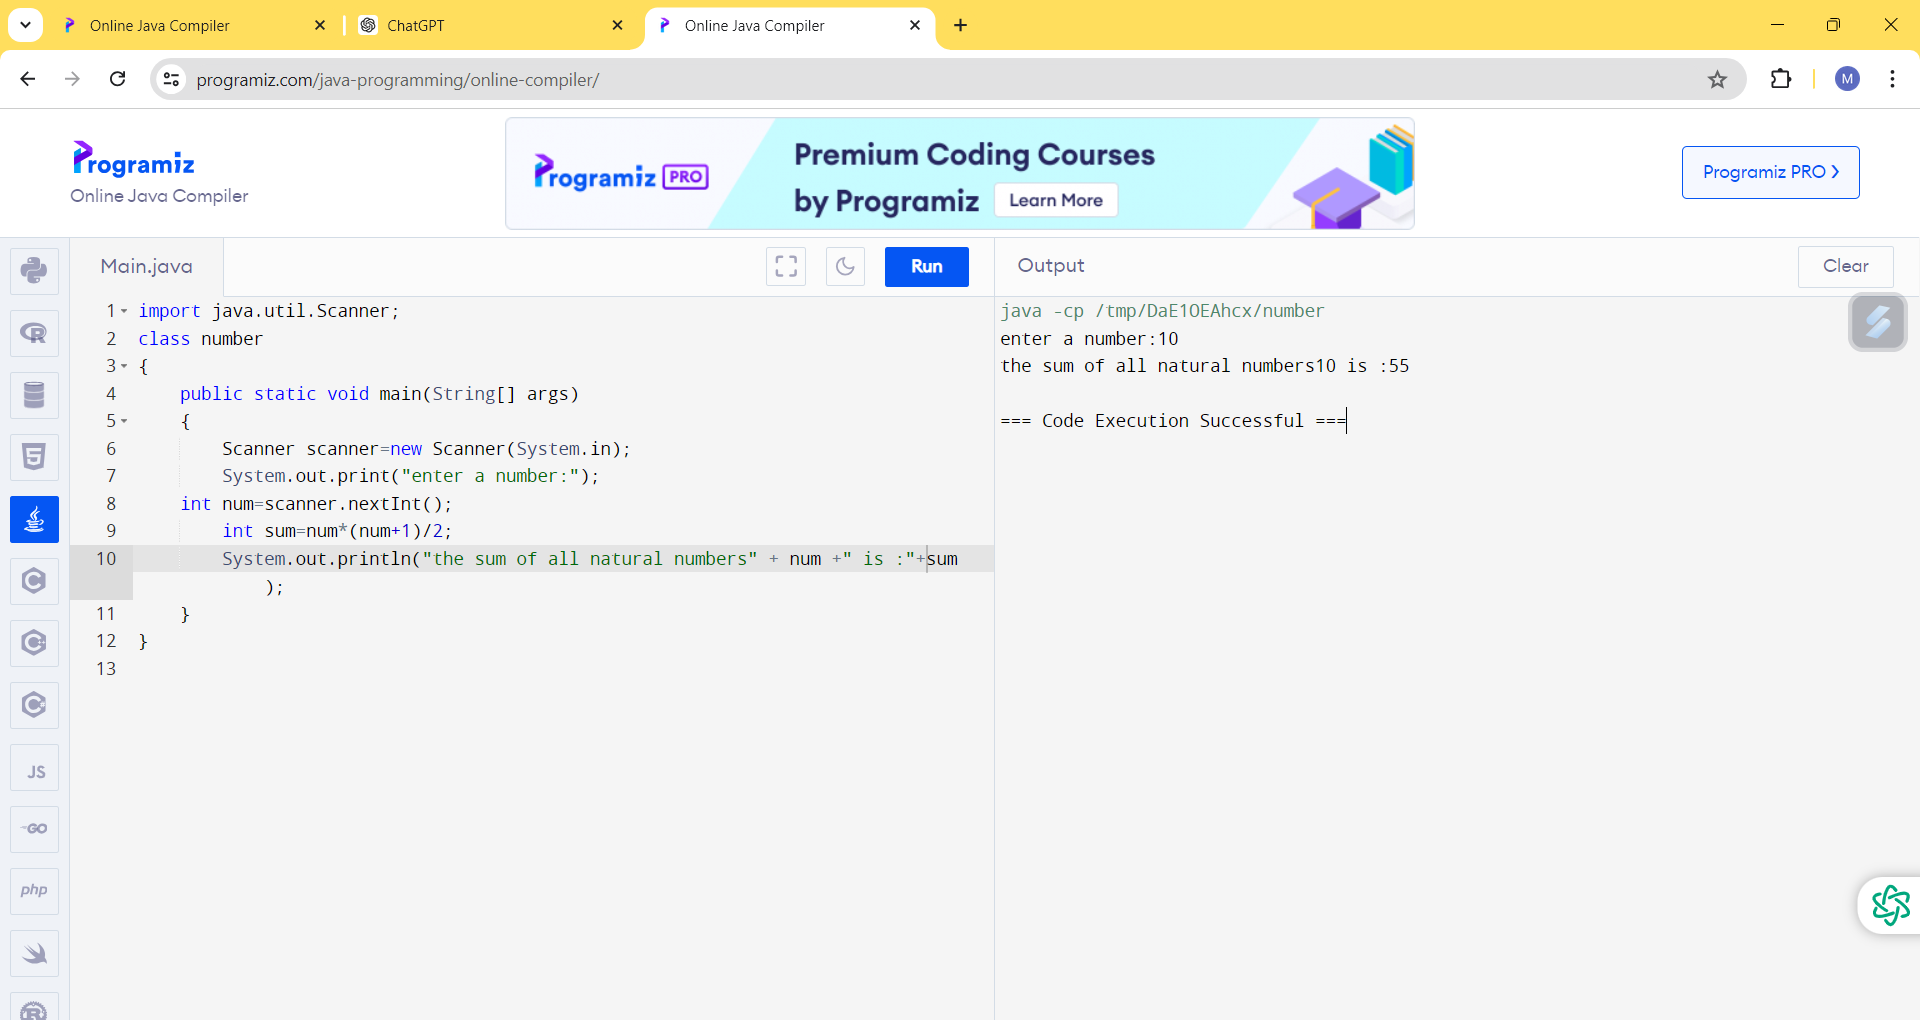 Online Java Compiler
ChatGPT
Online Java Compiler
programiz.com/java-programming/online-compiler/
M
Programiz
Online Java Compiler
Programiz PRO
Premium Coding Courses
by Programiz
Learn More
Programiz PRO
Main.java
Run
Output
Clear
1 import java.util.Scanner;
2 class number
3 {
4     public static void main(String[] args)
5     {
6         Scanner scanner=new Scanner(System.in);
7         System.out.print("enter a number:");
8     int num=scanner.nextInt();
9         int sum=num*(num+1)/2;
10         System.out.println("the sum of all natural numbers" + num +" is :"+sum
            );
11     }
12 }
13
java -cp /tmp/DaE1OEAhcx/number
enter a number:10
the sum of all natural numbers10 is :55
=== Code Execution Successful ===
R
5
C
C
C
JS
GO
php
R